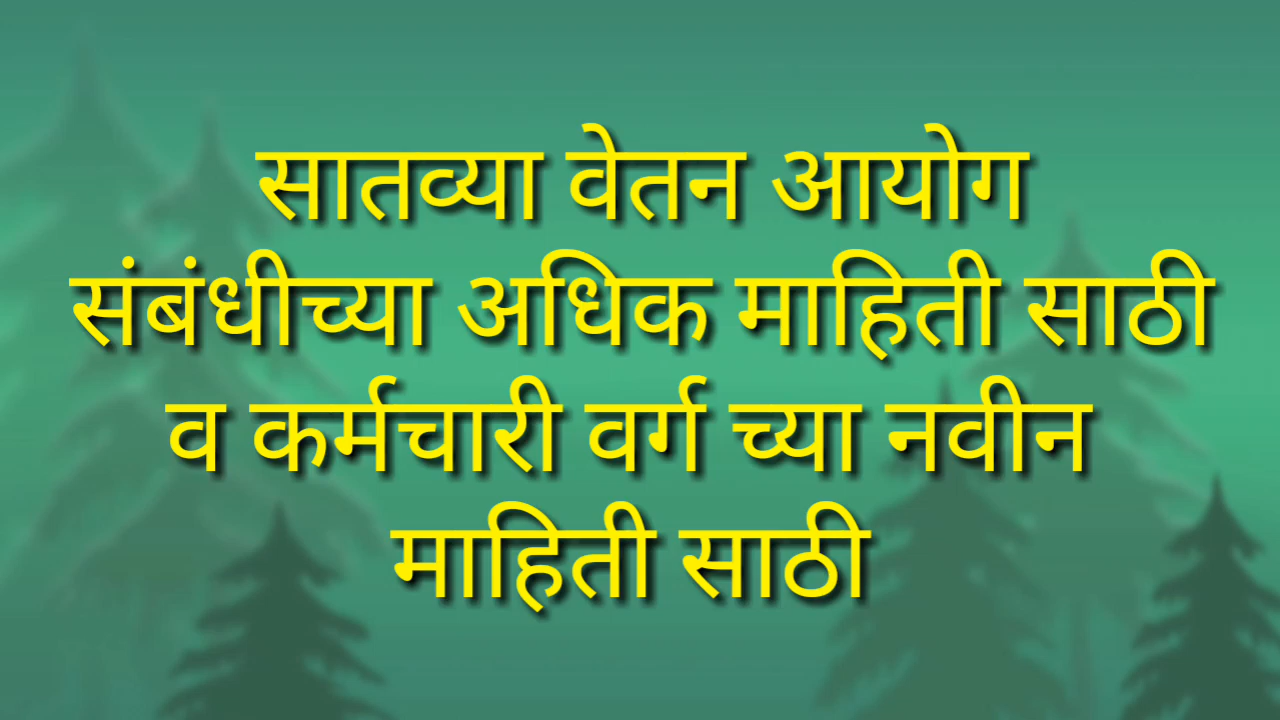 सातव्या वेतन आयोग
संबंधीच्या अधिक माहिती साठी
व कर्मचारी वर्ग च्या नवीन
माहिती साठी